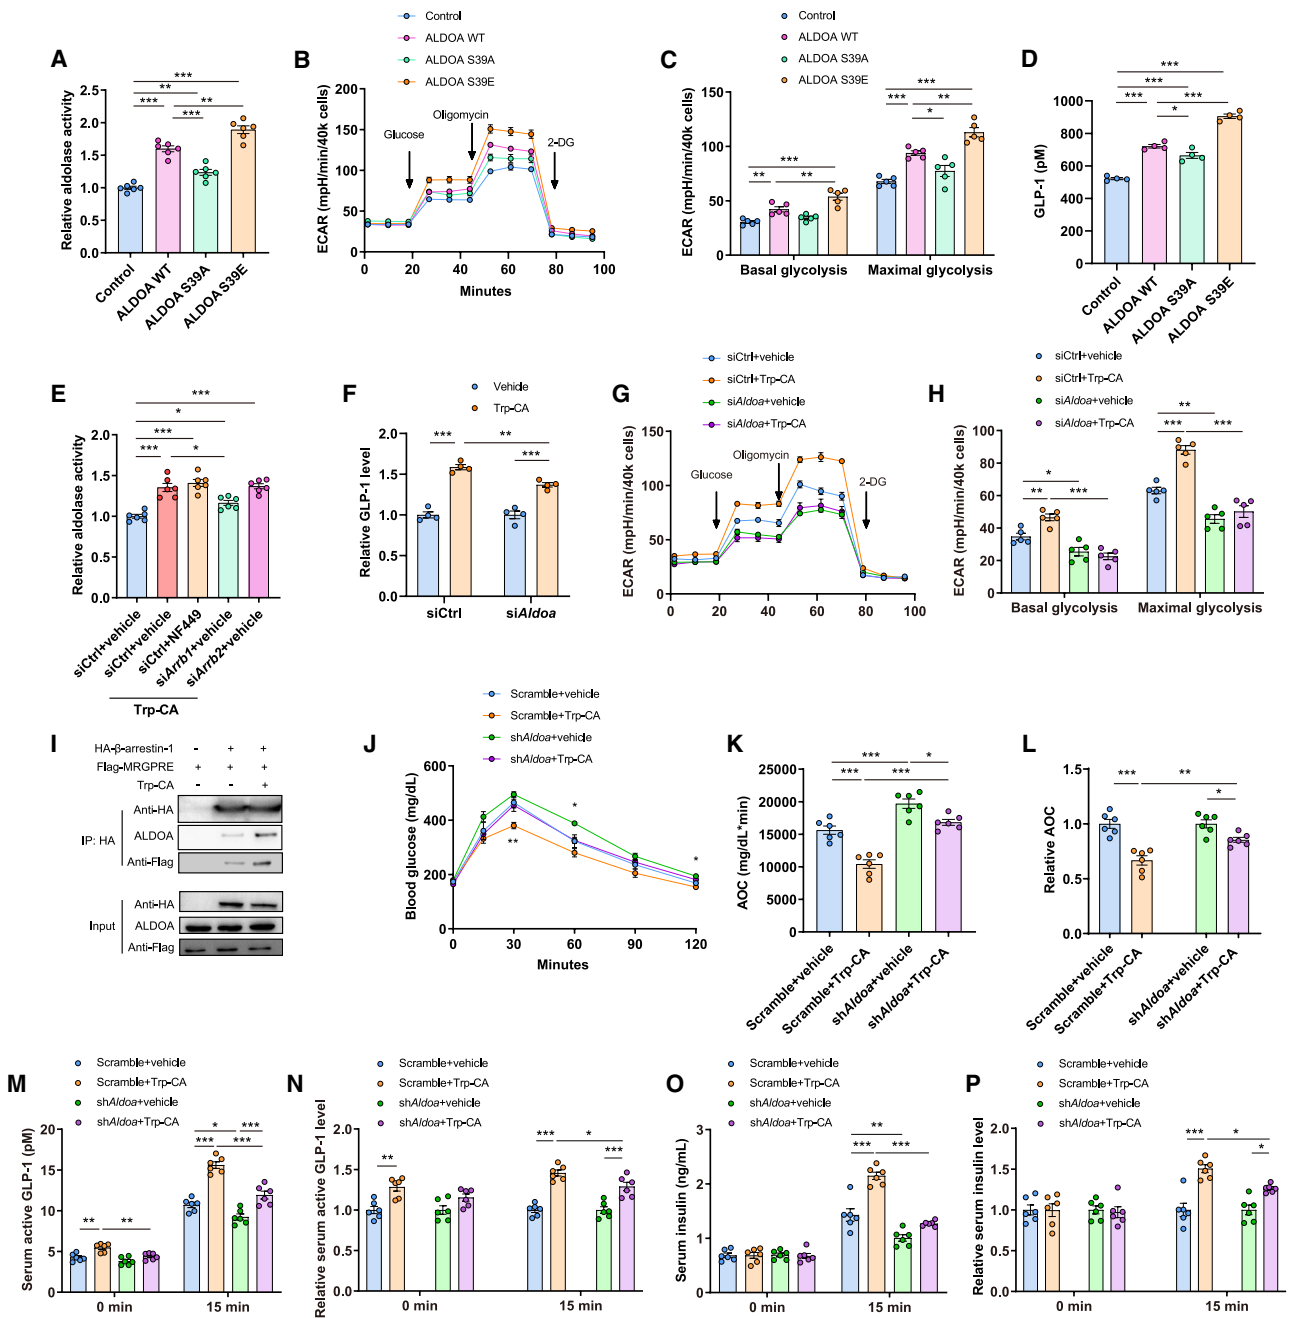 A
Relative aldolase activity
2.5
2.0
1.5
1.0
0.5
0.0
***
**
***
**
***
Control
ALDOA WT
ALDOA S39A
ALDOA S39E
B
Control
ALDOA WT
ALDOA S39A
ALDOA S39E
ECAR (mpH/min/40k cells)
200
150
100
50
0
Glucose
Oligomycin
2-DG
0 20 40 60 80 100
Minutes
C
Control
ALDOA WT
ALDOA S39A
ALDOA S39E
ECAR (mpH/min/40k cells)
150
100
50
0
***
**
**
***
***
**
*
Basal glycolysis
Maximal glycolysis
D
GLP-1 (pM)
1000
800
600
400
200
0
***
***
***
***
*
Control
ALDOA WT
ALDOA S39A
ALDOA S39E
E
Relative aldolase activity
2.0
1.5
1.0
0.5
0.0
***
*
***
***
*
siCtrl+vehicle
siCtrl+vehicle
siCtrl+NF449
siArrb1+vehicle
siArrb2+vehicle
Trp-CA
F
Vehicle
Trp-CA
Relative GLP-1 level
2.0
1.5
1.0
0.5
0.0
***
**
***
siCtrl
siAldoa
G
siCtrl+vehicle
siCtrl+Trp-CA
siAldoa+vehicle
siAldoa+Trp-CA
ECAR (mpH/min/40k cells)
150
100
50
0
Glucose
Oligomycin
2-DG
0 20 40 60 80 100
Minutes
H
siCtrl+vehicle
siCtrl+Trp-CA
siAldoa+vehicle
siAldoa+Trp-CA
ECAR (mpH/min/40k cells)
100
80
60
40
20
0
*
**
***
**
***
***
Basal glycolysis
Maximal glycolysis
I
HA-β-arrestin-1 - + +
Flag-MRGPRE + + +
Trp-CA - - +
IP: HA
Anti-HA
ALDOA
Anti-Flag
Input
Anti-HA
ALDOA
Anti-Flag
J
Scramble+vehicle
Scramble+Trp-CA
shAldoa+vehicle
shAldoa+Trp-CA
Blood glucose (mg/dL)
600
400
200
0
**
*
*
0 30 60 90 120
Minutes
K
AOC (mg/dL*min)
25000
20000
15000
10000
5000
0
***
*
***
***
Scramble+vehicle
Scramble+Trp-CA
shAldoa+vehicle
shAldoa+Trp-CA
L
Relative AOC
1.5
1.0
0.5
0.0
***
**
*
Scramble+vehicle
Scramble+Trp-CA
shAldoa+vehicle
shAldoa+Trp-CA
M
Scramble+vehicle
Scramble+Trp-CA
shAldoa+vehicle
shAldoa+Trp-CA
Serum active GLP-1 (pM)
20
15
10
5
0
**
**
*
***
***
***
0 min
15 min
N
Scramble+vehicle
Scramble+Trp-CA
shAldoa+vehicle
shAldoa+Trp-CA
Relative serum active GLP-1 level
2.0
1.5
1.0
0.5
0.0
**
***
*
***
0 min
15 min
O
Scramble+vehicle
Scramble+Trp-CA
shAldoa+vehicle
shAldoa+Trp-CA
Serum insulin (ng/mL)
3
2
1
0
**
***
***
0 min
15 min
P
Scramble+vehicle
Scramble+Trp-CA
shAldoa+vehicle
shAldoa+Trp-CA
Relative serum insulin level
2.0
1.5
1.0
0.5
0.0
***
*
*
0 min
15 min